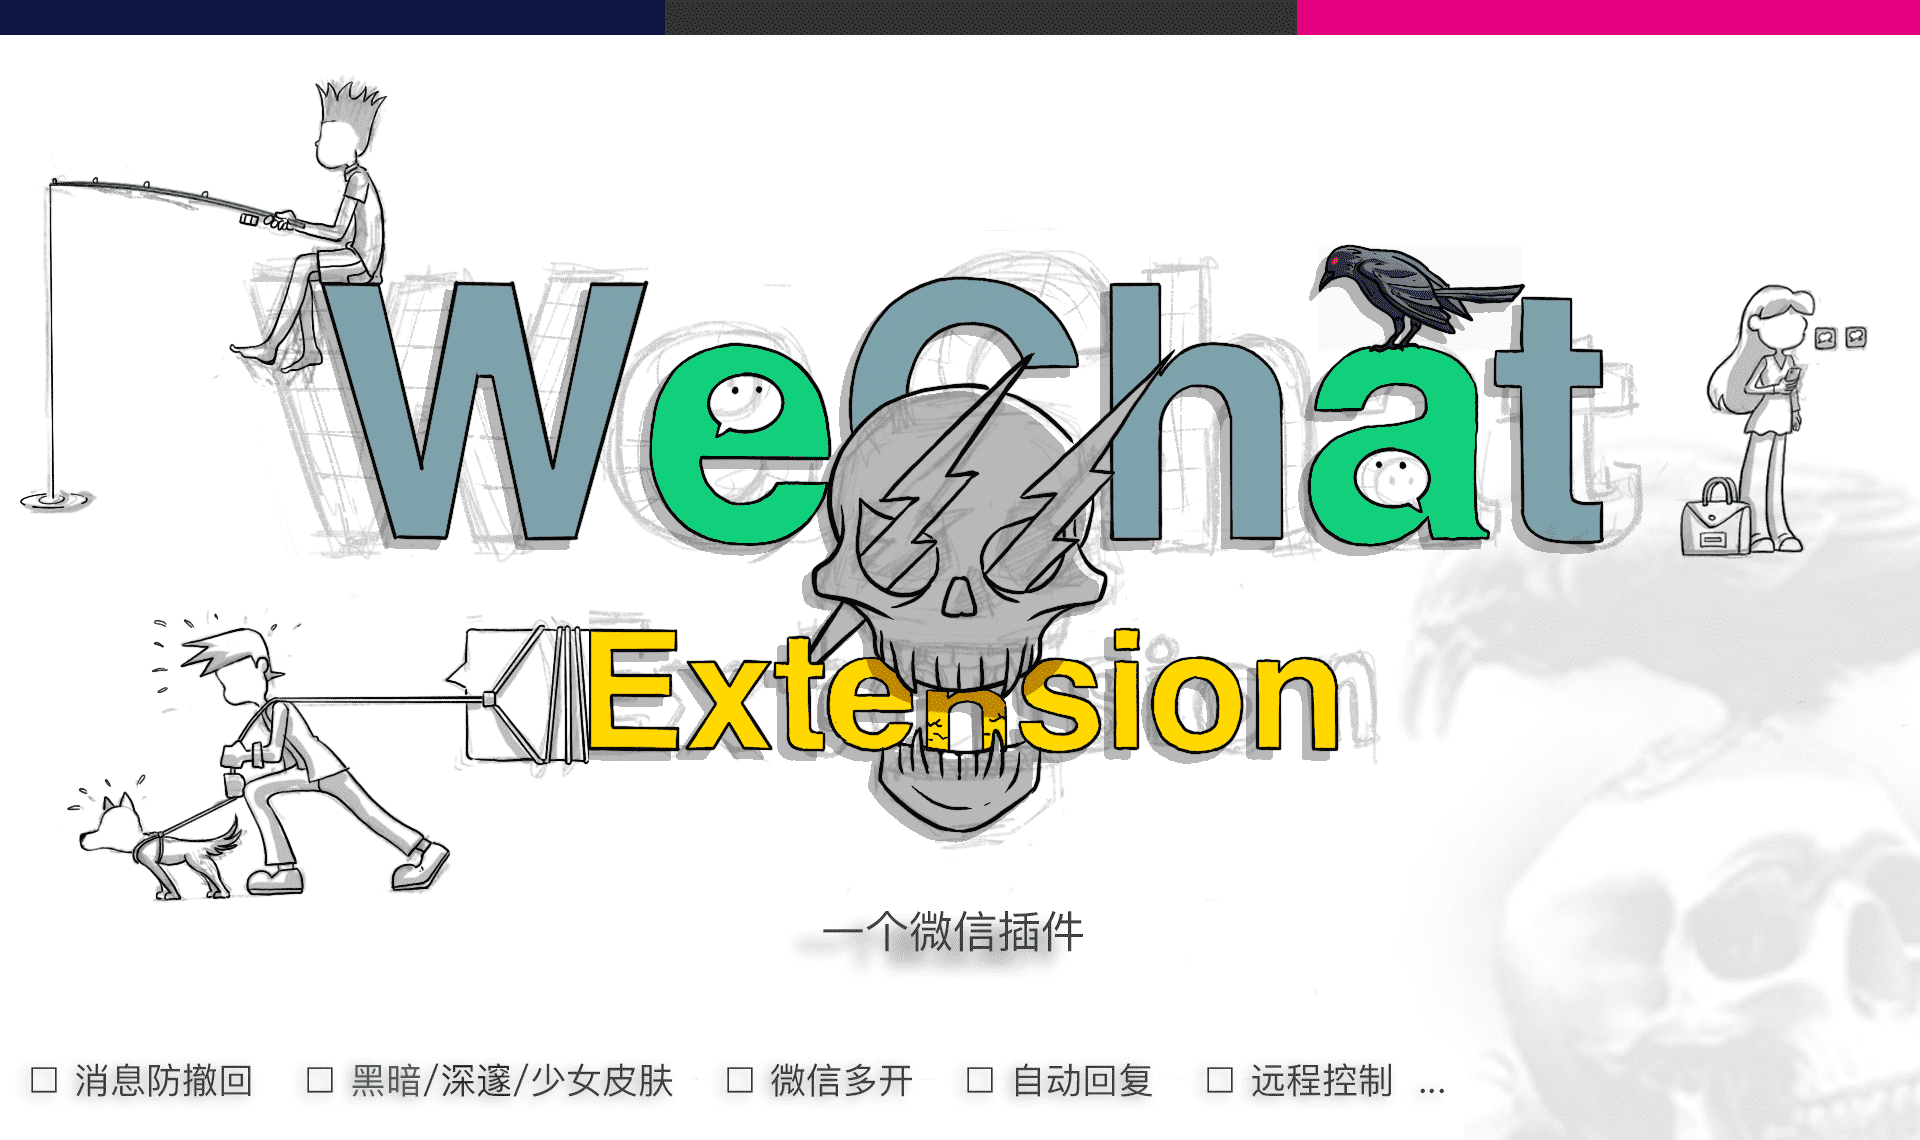 WeChat
Extension
一个微信插件
□ 消息防撤回 □ 黑暗/深邃/少女皮肤 □ 微信多开 □ 自动回复 □ 远程控制 ...